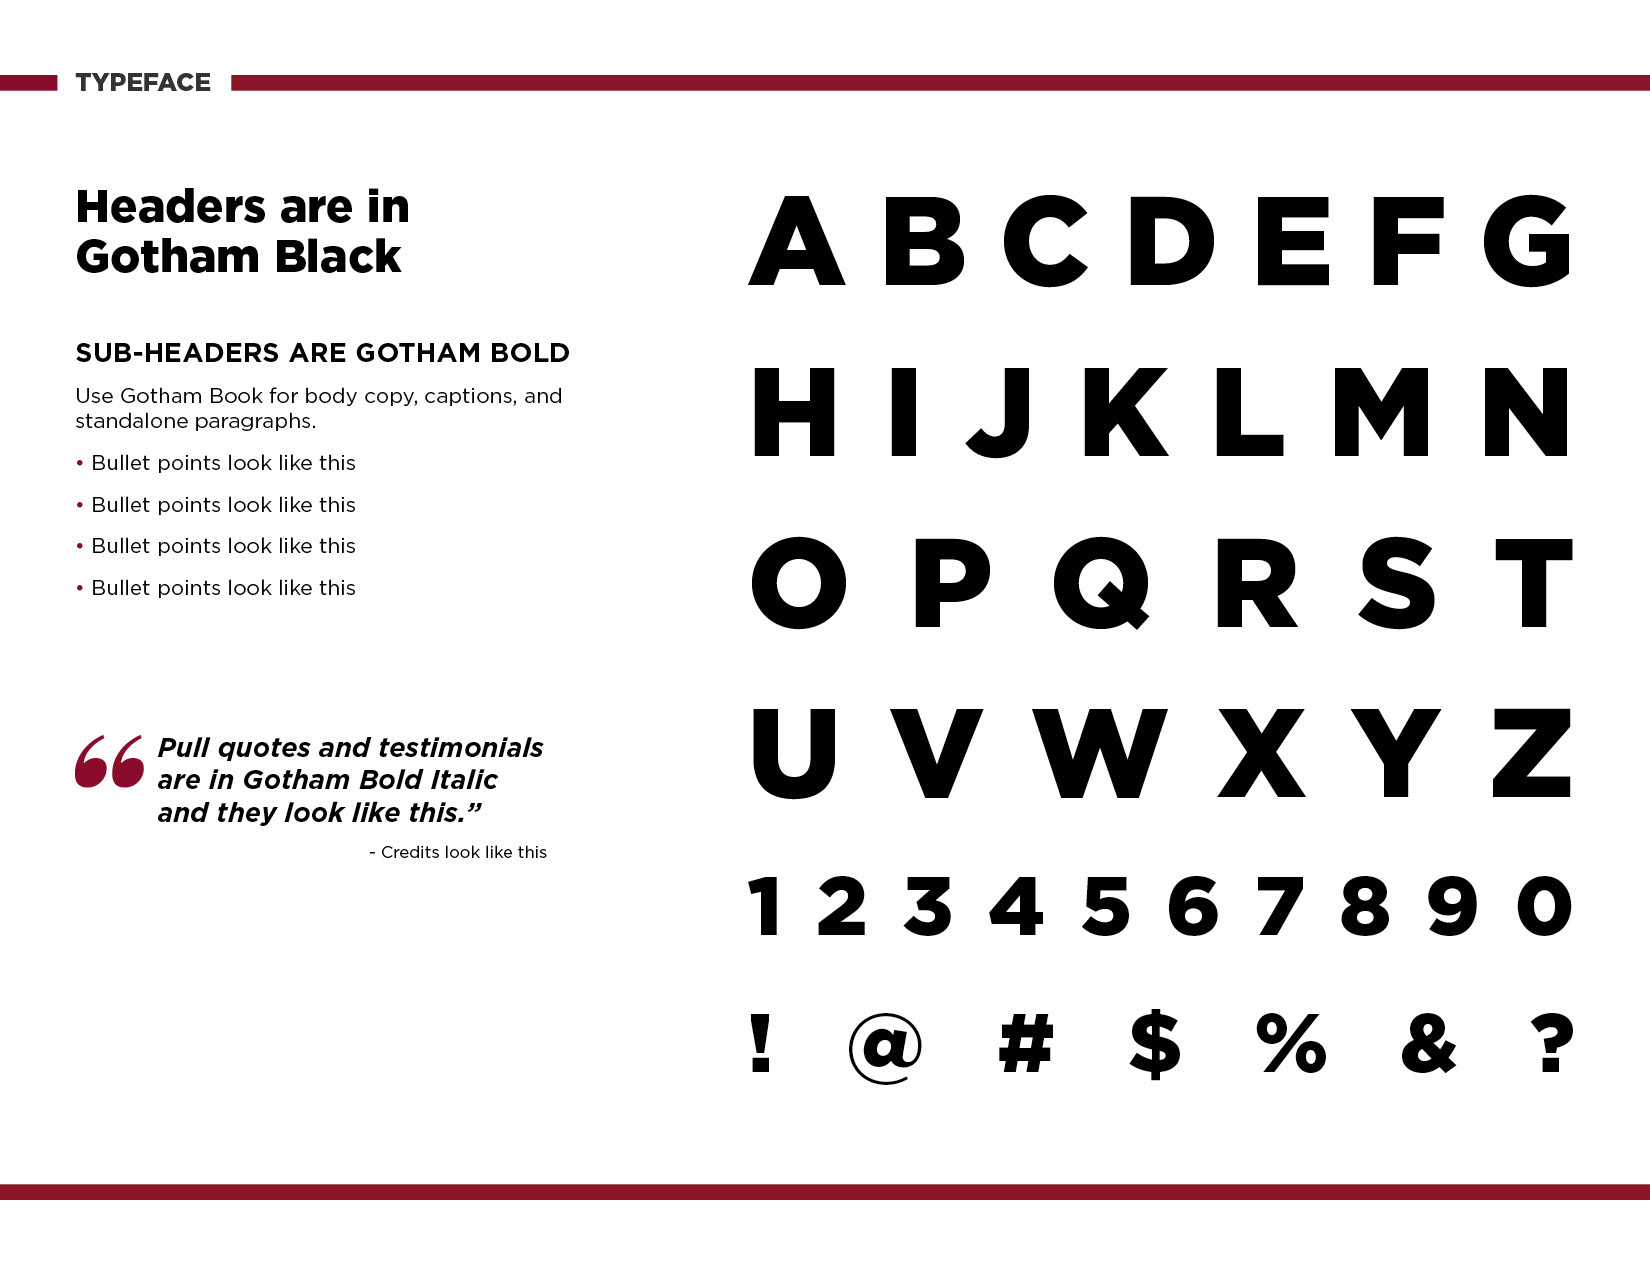 TYPEFACE
Headers are in
Gotham Black
SUB-HEADERS ARE GOTHAM BOLD
Use Gotham Book for body copy, captions, and
standalone paragraphs.
• Bullet points look like this
• Bullet points look like this
• Bullet points look like this
• Bullet points look like this
“Pull quotes and testimonials
are in Gotham Bold Italic
and they look like this.”
- Credits look like this
A B C D E F G
H I J K L M N
O P Q R S T
U V W X Y Z
1 2 3 4 5 6 7 8 9 0
! @ # $ % & ?